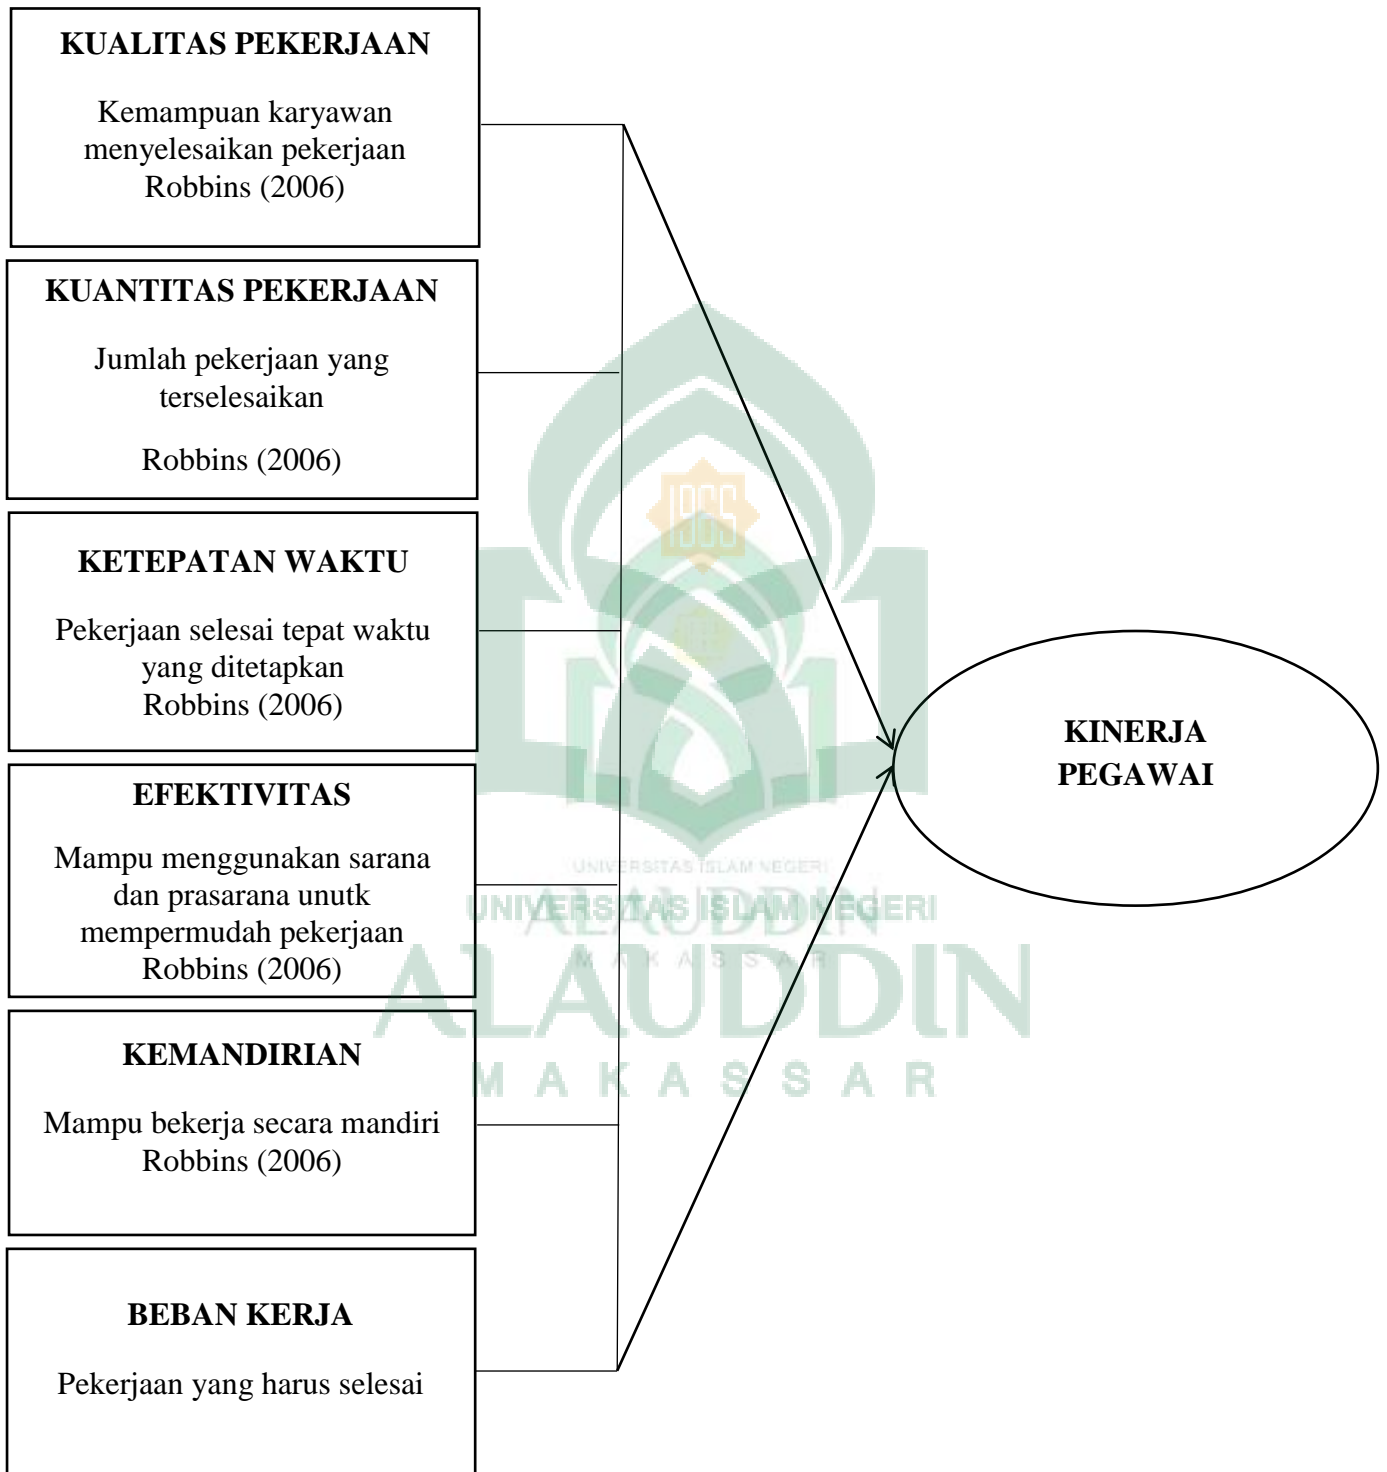 KUALITAS PEKERJAAN
Kemampuan karyawan
menyelesaikan pekerjaan
Robbins (2006)
KUANTITAS PEKERJAAN
Jumlah pekerjaan yang
terselesaikan
Robbins (2006)
KETEPATAN WAKTU
Pekerjaan selesai tepat waktu
yang ditetapkan
Robbins (2006)
EFEKTIVITAS
Mampu menggunakan sarana
dan prasarana unutk
mempermudah pekerjaan
Robbins (2006)
KEMANDIRIAN
Mampu bekerja secara mandiri
Robbins (2006)
BEBAN KERJA
Pekerjaan yang harus selesai
KINERJA
PEGAWAI
1965
UNIVERSITAS ISLAM NEGERI
ALAUDDIN
MAKASSAR
UNIVERSITAS ISLAM NEGERI
ALAUDDIN
MAKASSAR